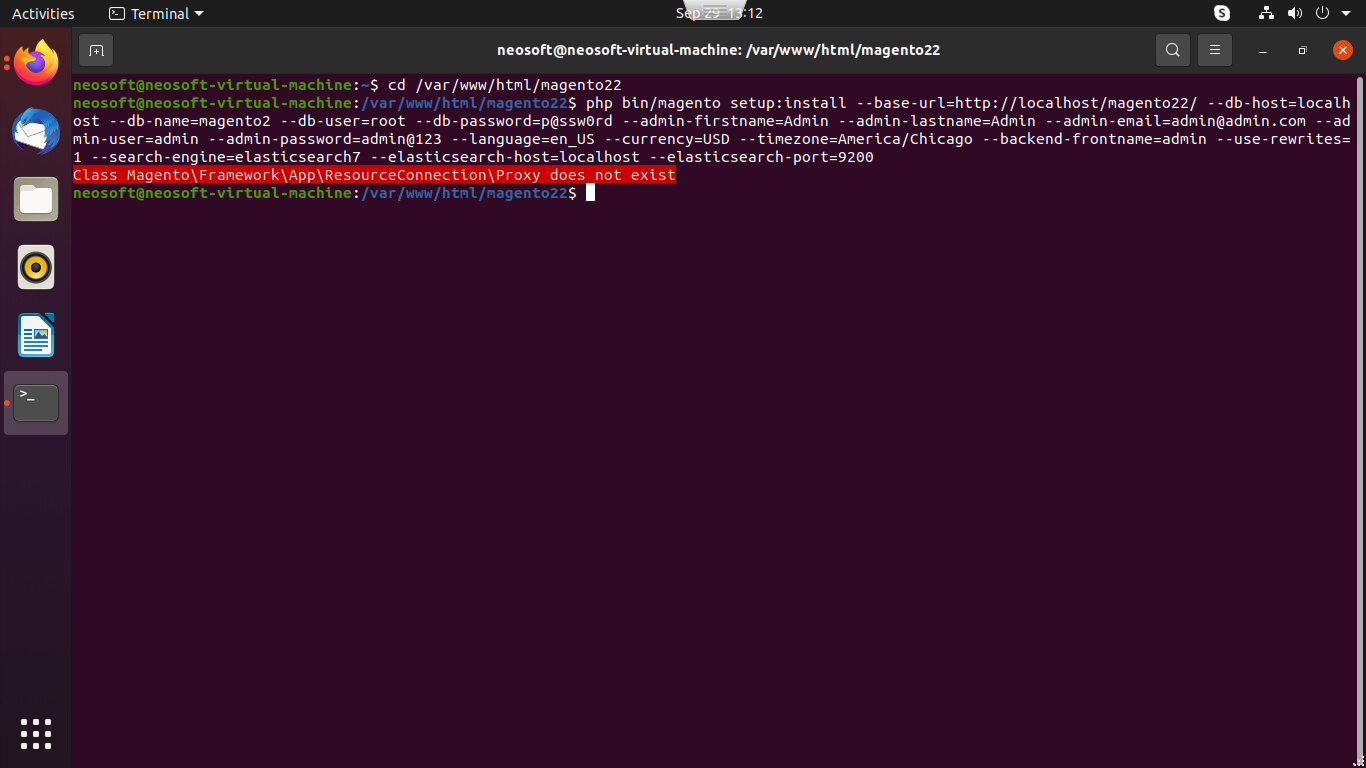 Activities
Terminal
Sep 29 13:12
neosoft@neosoft-virtual-machine: /var/www/html/magento22
neosoft@neosoft-virtual-machine:~$ cd /var/www/html/magento22
neosoft@neosoft-virtual-machine:/var/www/html/magento22$ php bin/magento setup:install --base-url=http://localhost/magento22/ --db-host=localh
ost --db-name=magento2 --db-user=root --db-password=p@ssw0rd --admin-firstname=Admin --admin-lastname=Admin --admin-email=admin@admin.com --ad
min-user=admin --admin-password=admin@123 --language=en_US --currency=USD --timezone=America/Chicago --backend-frontname=admin --use-rewrites=
1 --search-engine=elasticsearch7 --elasticsearch-host=localhost --elasticsearch-port=9200
Class Magento\Framework\App\ResourceConnection\Proxy does not exist
neosoft@neosoft-virtual-machine:/var/www/html/magento22$